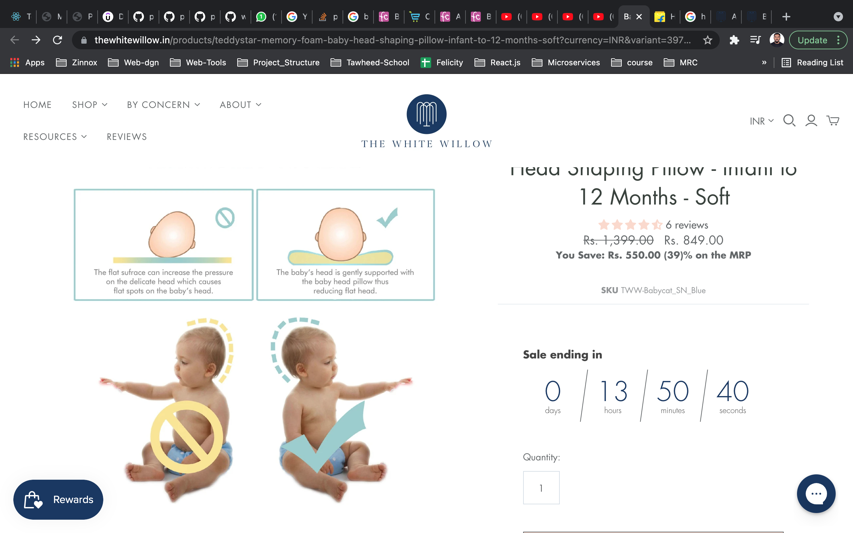 T
M
P
D
p
p
p
w
("
Y
p
b
B
C
A
B
(
(
(
(
B
H
h
A
E
Update
thewhitewillow.in/products/teddystar-memory-foam-baby-head-shaping-pillow-infant-to-12-months-soft?currency=INR&variant=397...
Apps Zinnox Web-dgn Web-Tools Project_Structure Tawheed-School Felicity React.js Microservices course MRC » Reading List
HOME SHOP BY CONCERN ABOUT
RESOURCES REVIEWS
THE WHITE WILLOW
INR
Head Shaping Pillow - Infant to
12 Months - Soft
6 reviews
Rs. 1,399.00 Rs. 849.00
You Save: Rs. 550.00 (39)% on the MRP
SKU TWW-Babycat_SN_Blue
The flat sufrace can increase the pressure
on the delicate head which causes
flat spots on the baby's head.
The baby's head is gently supported with
the baby head pillow thus
reducing flat head.
Sale ending in
0 13 50 40
days hours minutes seconds
Quantity:
1
Rewards